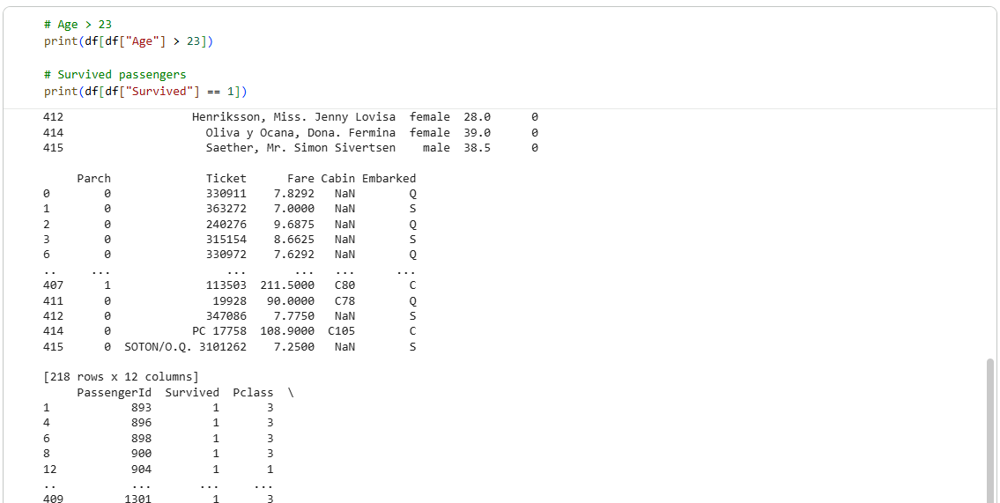 # Age > 23
print(df[df["Age"] > 23])

# Survived passengers
print(df[df["Survived"] == 1])
412                   Henriksson, Miss. Jenny Lovisa  female  28.0      0
414                     Oliva y Ocana, Dona. Fermina  female  39.0      0
415                     Saether, Mr. Simon Sivertsen    male  38.5      0

     Parch              Ticket      Fare Cabin Embarked
0        0              330911    7.8292   NaN        Q
1        0              363272    7.0000   NaN        S
2        0              240276    9.6875   NaN        Q
3        0              315154    8.6625   NaN        S
6        0              330972    7.6292   NaN        Q
..     ...                 ...       ...   ...      ...
407      1              113503  211.5000   C80        C
411      0               19928   90.0000   C78        Q
412      0              347086    7.7750   NaN        S
414      0            PC 17758  108.9000  C105        C
415      0  SOTON/O.Q. 3101262    7.2500   NaN        S

[218 rows x 12 columns]
     PassengerId  Survived  Pclass  \
1            893         1       3
4            896         1       3
6            898         1       3
8            900         1       3
12           904         1       1
..           ...       ...     ...
409         1301         1       3